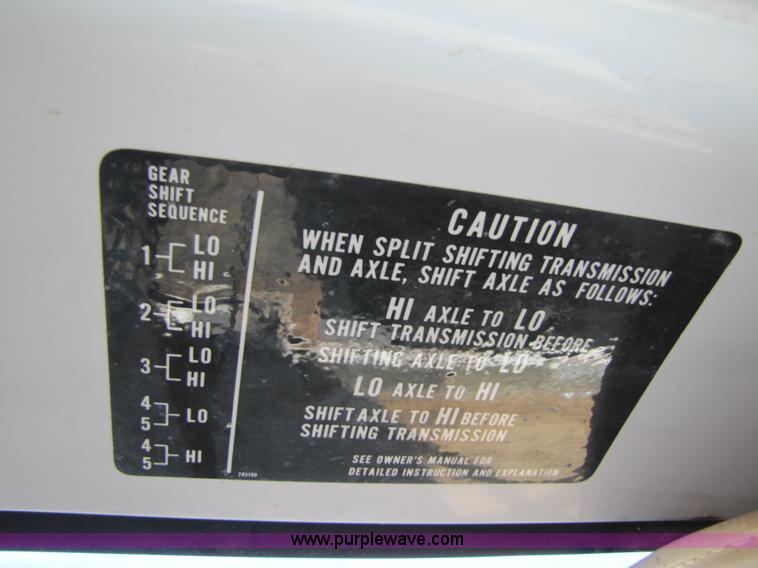 GEAR
SHIFT
SEQUENCE
1 LO
HI
2 LO
HI
3 LO
HI
4
5 LO
4
5 HI
CAUTION
WHEN SPLIT SHIFTING TRANSMISSION
AND AXLE, SHIFT AXLE AS FOLLOWS:
HI AXLE TO LO
SHIFT TRANSMISSION BEFORE
SHIFTING AXLE TO LO
LO AXLE TO HI
SHIFT AXLE TO HI BEFORE
SHIFTING TRANSMISSION
SEE OWNER'S MANUAL FOR
DETAILED INSTRUCTION AND EXPLANATION
www.purplewave.com